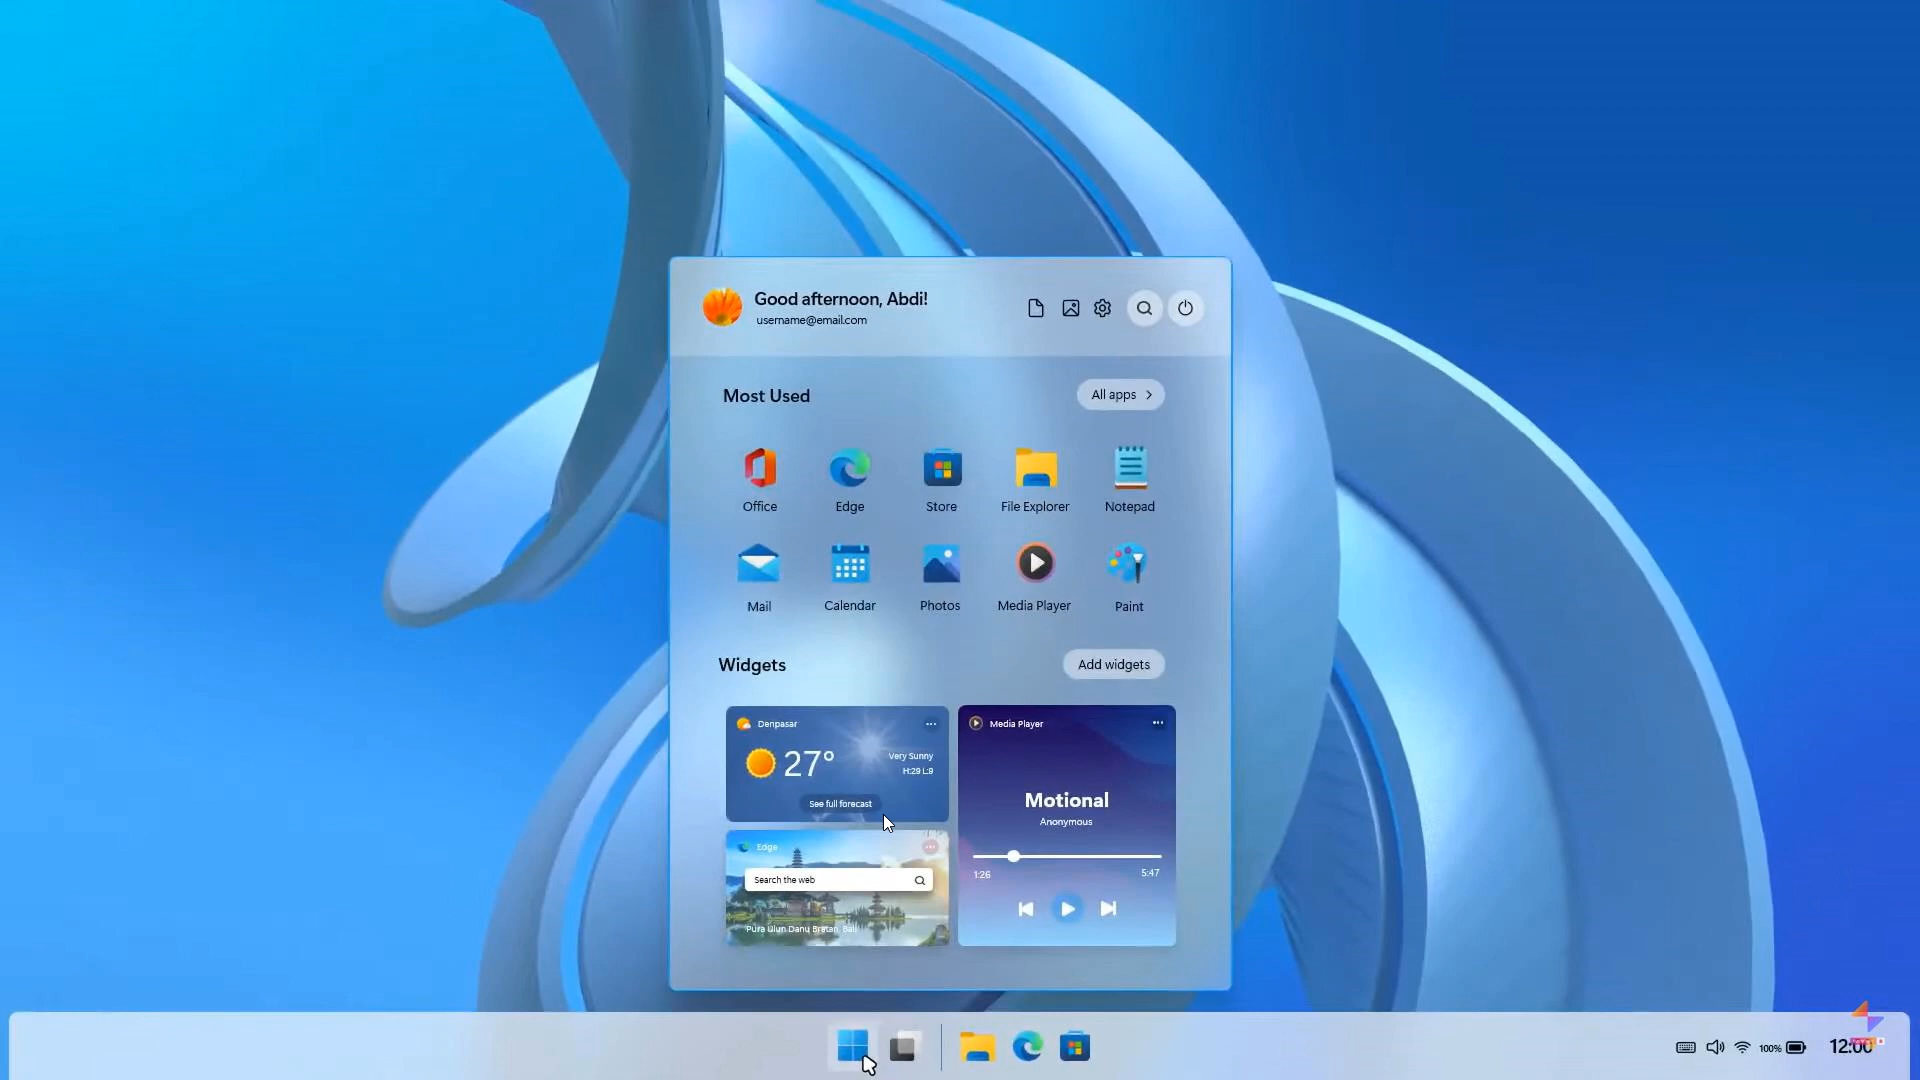 Good afternoon, Abdi!
username@email.com
Most Used
All apps
Office
Edge
Store
File Explorer
Notepad
Mail
Calendar
Photos
Media Player
Paint
Widgets
Add widgets
Denpasar
27°
Very Sunny
H:29 L:9
See full forecast
Edge
Search the web
Pura Ulun Danu Bratan, Bali
Media Player
Motional
Anonymous
1:26
5:47
100%
12:00